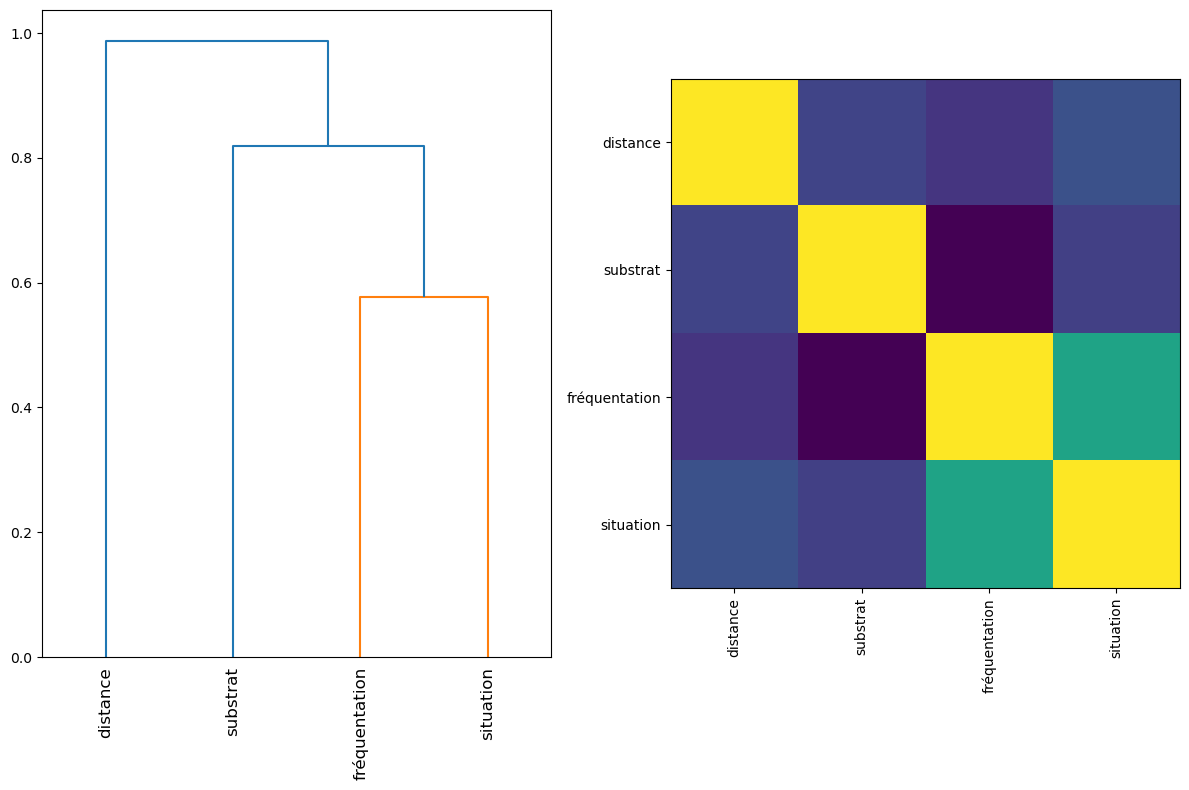 1.0
0.8
0.6
0.4
0.2
0.0
distance
substrat
fréquentation
situation
distance
substrat
fréquentation
situation
distance
substrat
fréquentation
situation